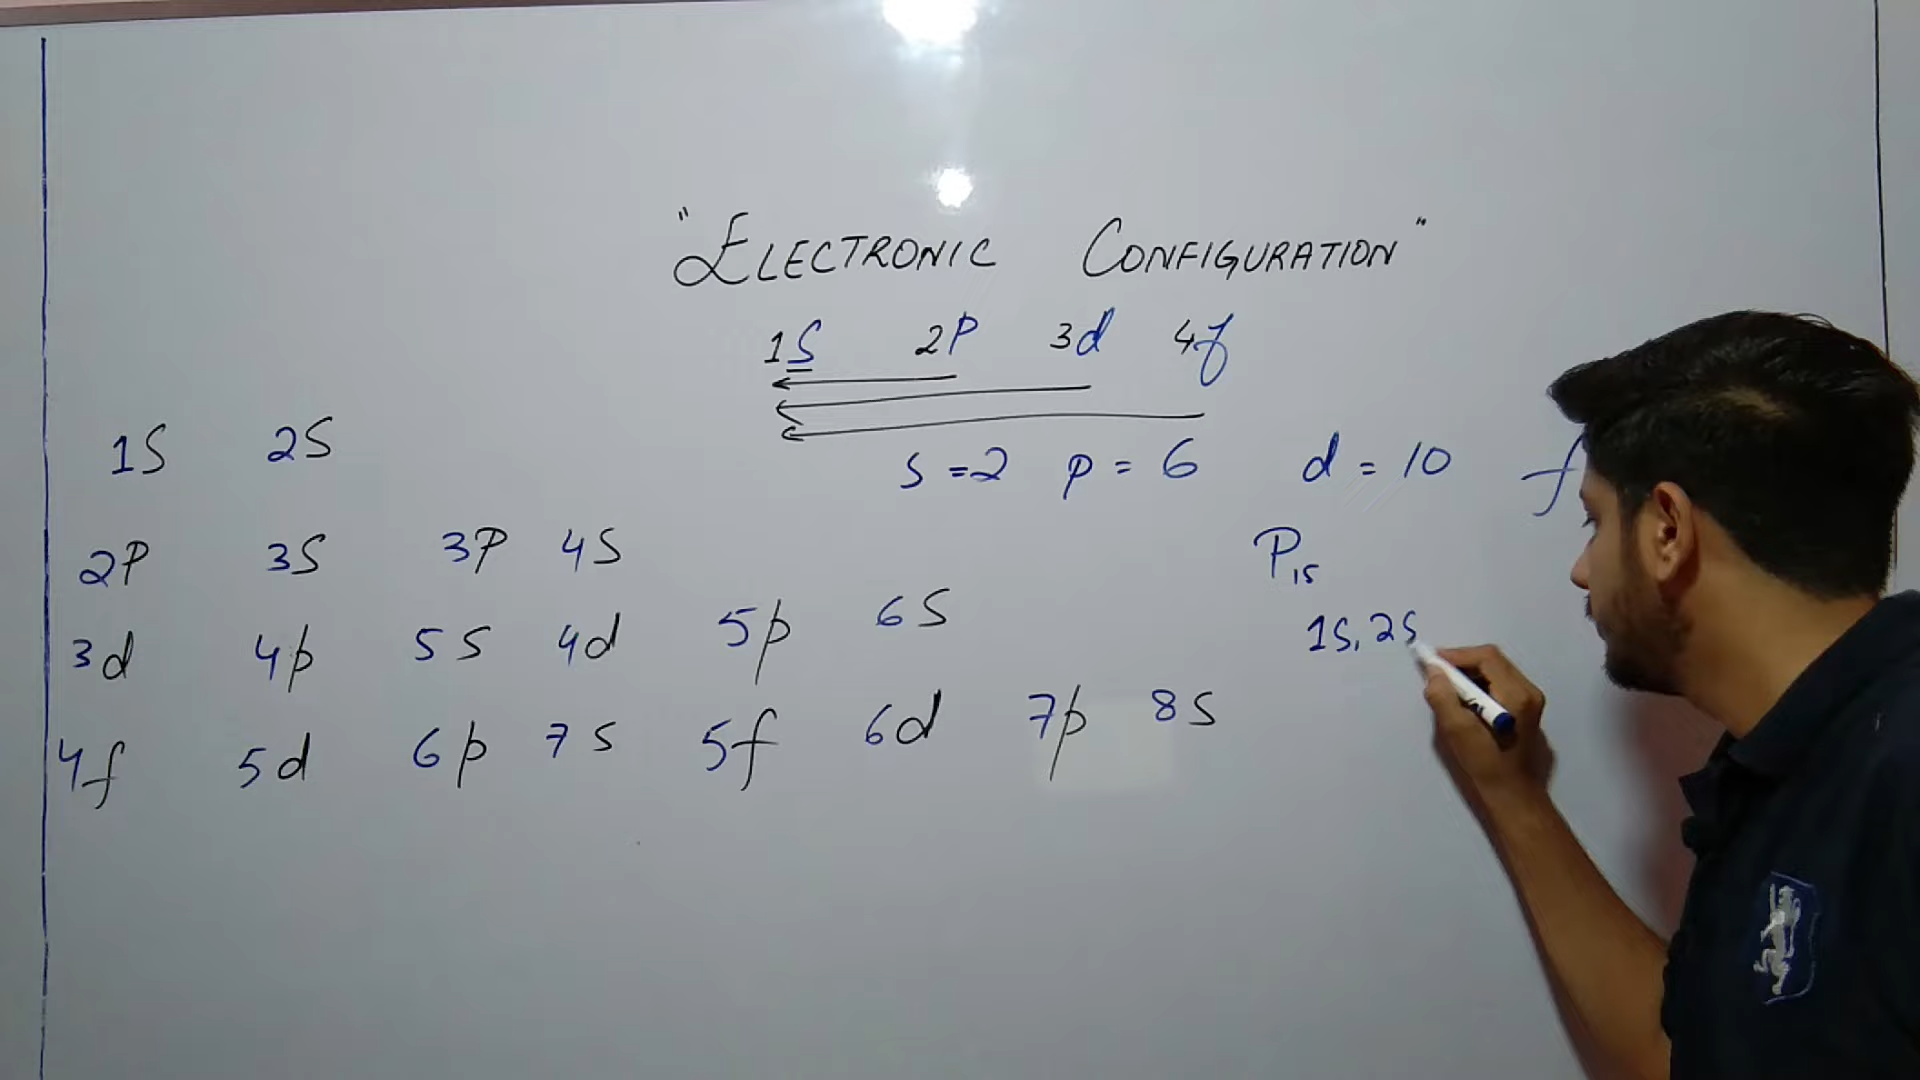 "ELECTRONIC CONFIGURATION"
1S 2P 3d 4f
S =2 p = 6 d = 10 f
1S 2S
2P 3S 3P 4S
3d 4p 5S 4d 5p 6S
4f 5d 6p 7s 5f 6d 7p 8s
P15
1S, 2S